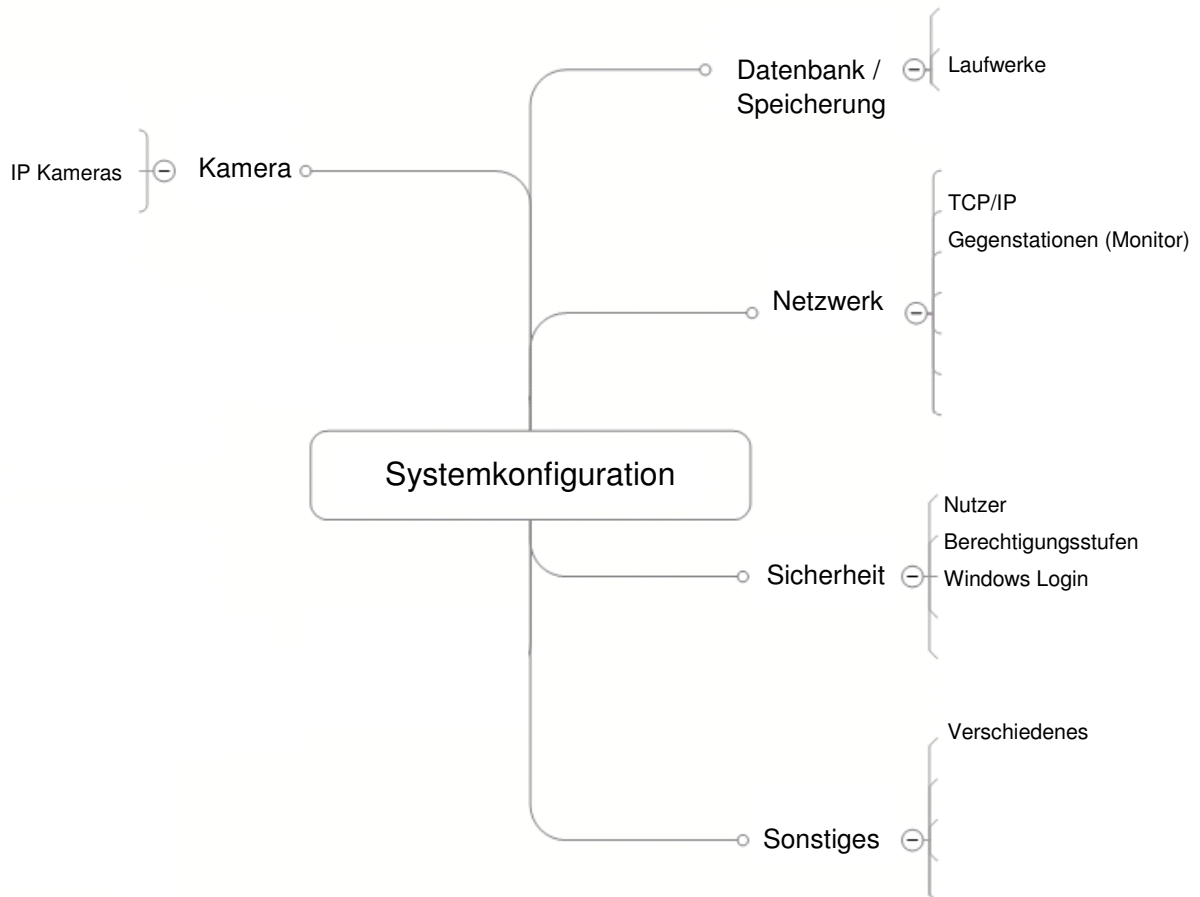 Datenbank /
Speicherung
Laufwerke
IP Kameras
Kamera
TCP/IP
Gegenstationen (Monitor)
Netzwerk
Systemkonfiguration
Nutzer
Berechtigungsstufen
Windows Login
Sicherheit
Verschiedenes
Sonstiges